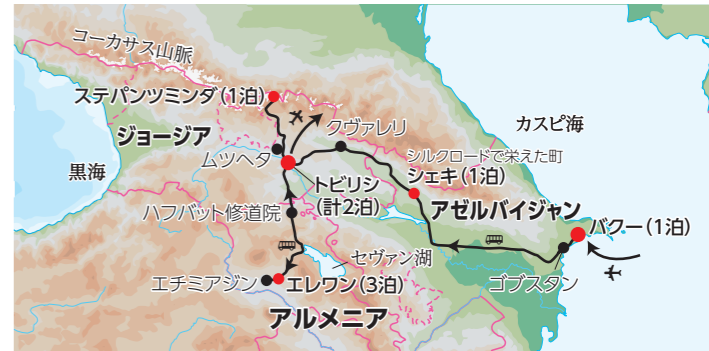 コーカサス山脈
ステパンツミンダ（1泊）
クヴァレリ
カスピ海
ジョージア
シルクロードで栄えた町
ムツヘタ
シェキ（1泊）
黒海
トビリシ
（計2泊）
アゼルバイジャン
ハフパット修道院
バクー（1泊）
セヴァン湖
ゴブスタン
エチミアジン
エレワン（3泊）
アルメニア